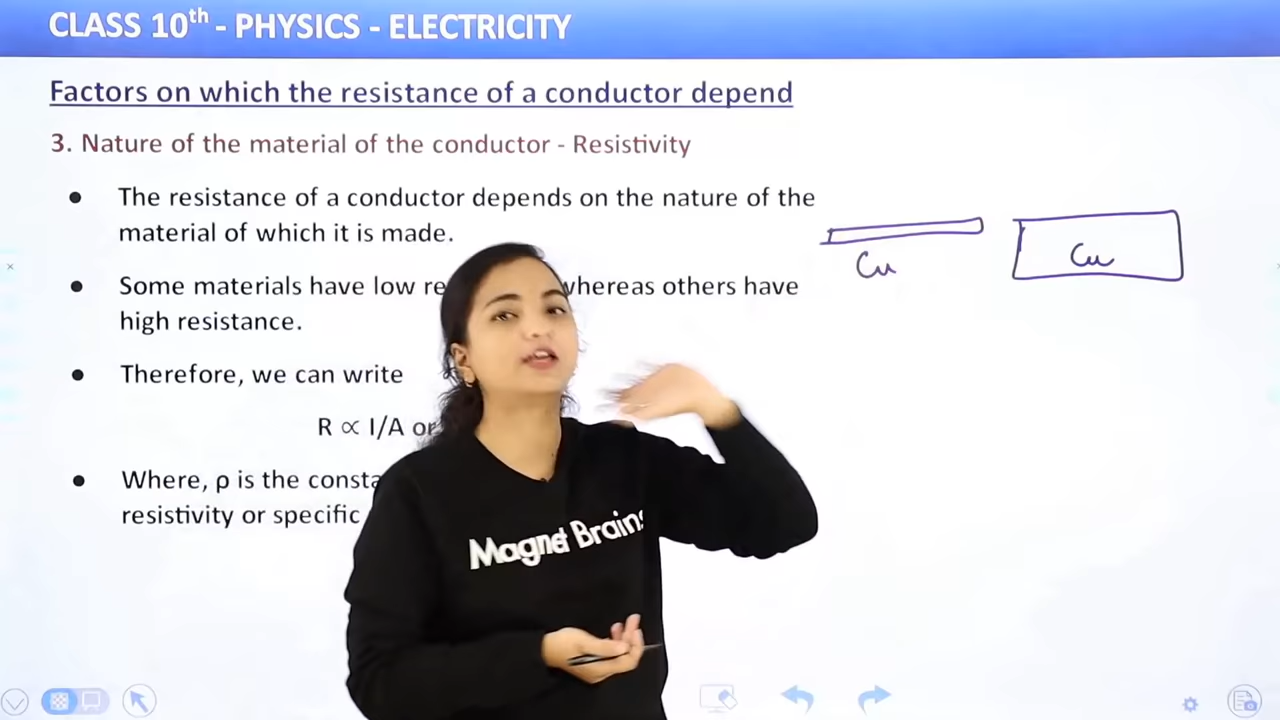 CLASS 10th - PHYSICS - ELECTRICITY
Factors on which the resistance of a conductor depend
3. Nature of the material of the conductor - Resistivity
● The resistance of a conductor depends on the nature of the
material of which it is made.
● Some materials have low whereas others have
high resistance.
● Therefore, we can write
R ∝ l/A or
● Where, ρ is the
resistivity or specific
Cu
Cu
Magnet Brains